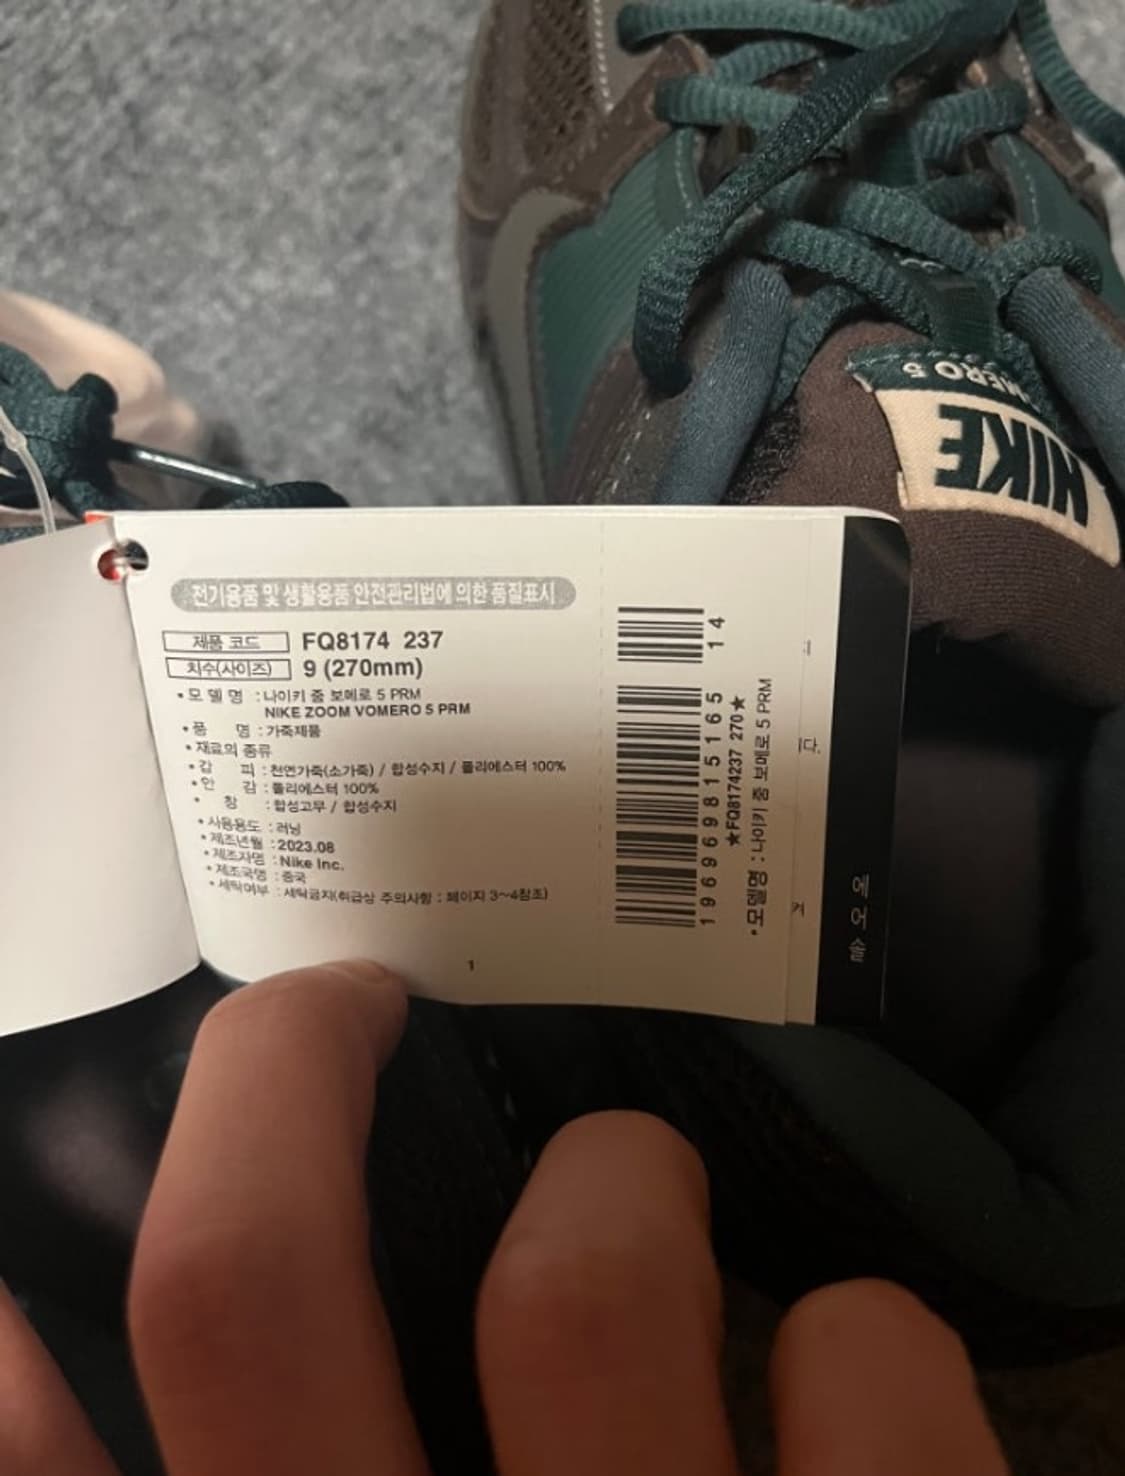 VOMERO 5
NIKE
전기용품 및 생활용품 안전관리법에 의한 품질표시
제품 코드 FQ8174 237
치수(사이즈) 9 (270mm)
• 모 델 명 : 나이키 줌 보메로 5 PRM
NIKE ZOOM VOMERO 5 PRM
• 품 명 : 가죽제품
• 재료의 종류
• 갑 피 : 천연가죽(소가죽) / 합성수지 / 폴리에스터 100%
• 안 감 : 폴리에스터 100%
• 창 : 합성고무 / 합성수지
• 사용용도 : 러닝
• 제조년월 : 2023.08
• 제조자명 : Nike Inc.
• 제조국명 : 중국
• 세탁여부 : 세탁금지(취급상 주의사항 : 페이지 3~4참조)
1
14
196969815165
★FQ8174237 270★
• 모델명 : 나이키 줌 보메로 5 PRM
다.
에어솔